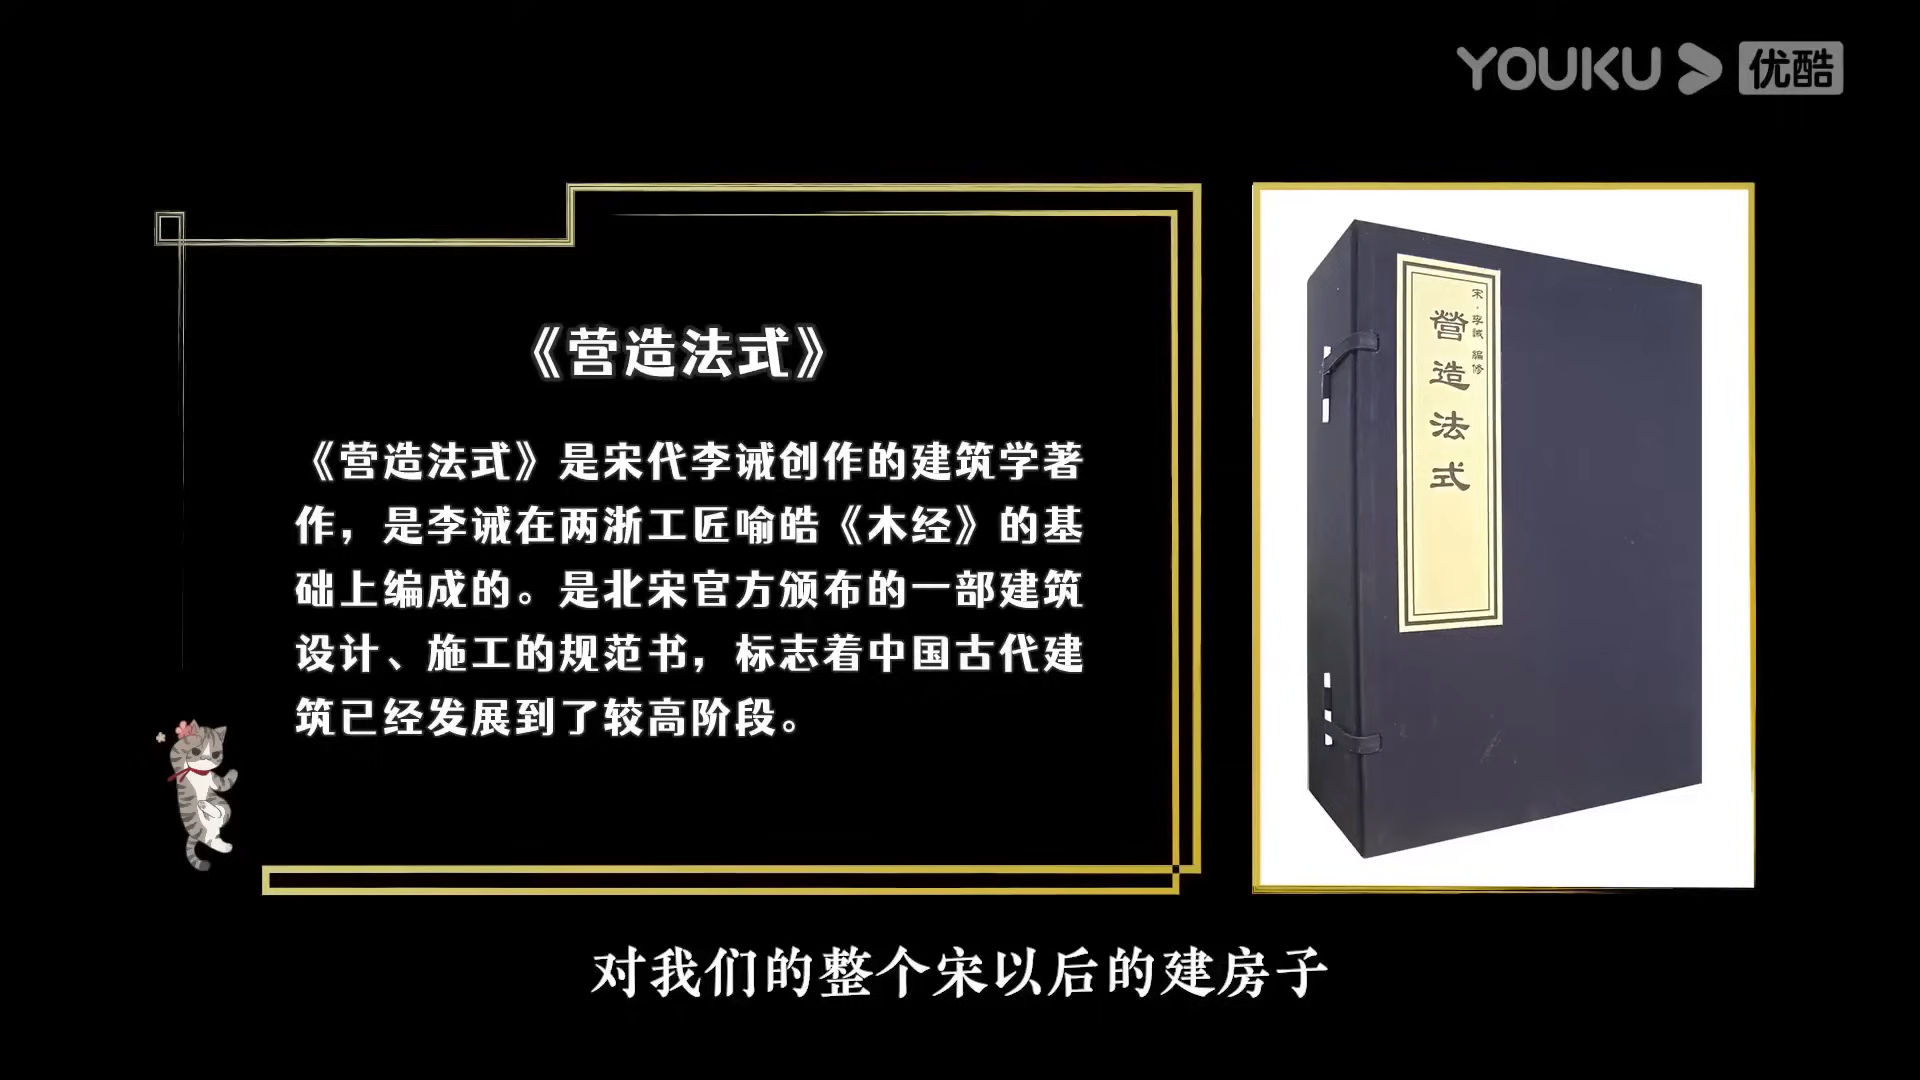 YOUKU 优酷
《营造法式》
《营造法式》是宋代李诫创作的建筑学著
作，是李诫在两浙工匠喻皓《木经》的基
础上编成的。是北宋官方颁布的一部建筑
设计、施工的规范书，标志着中国古代建
筑已经发展到了较高阶段。
宋·李诫 编修
營造法式
对我们的整个宋以后的建房子